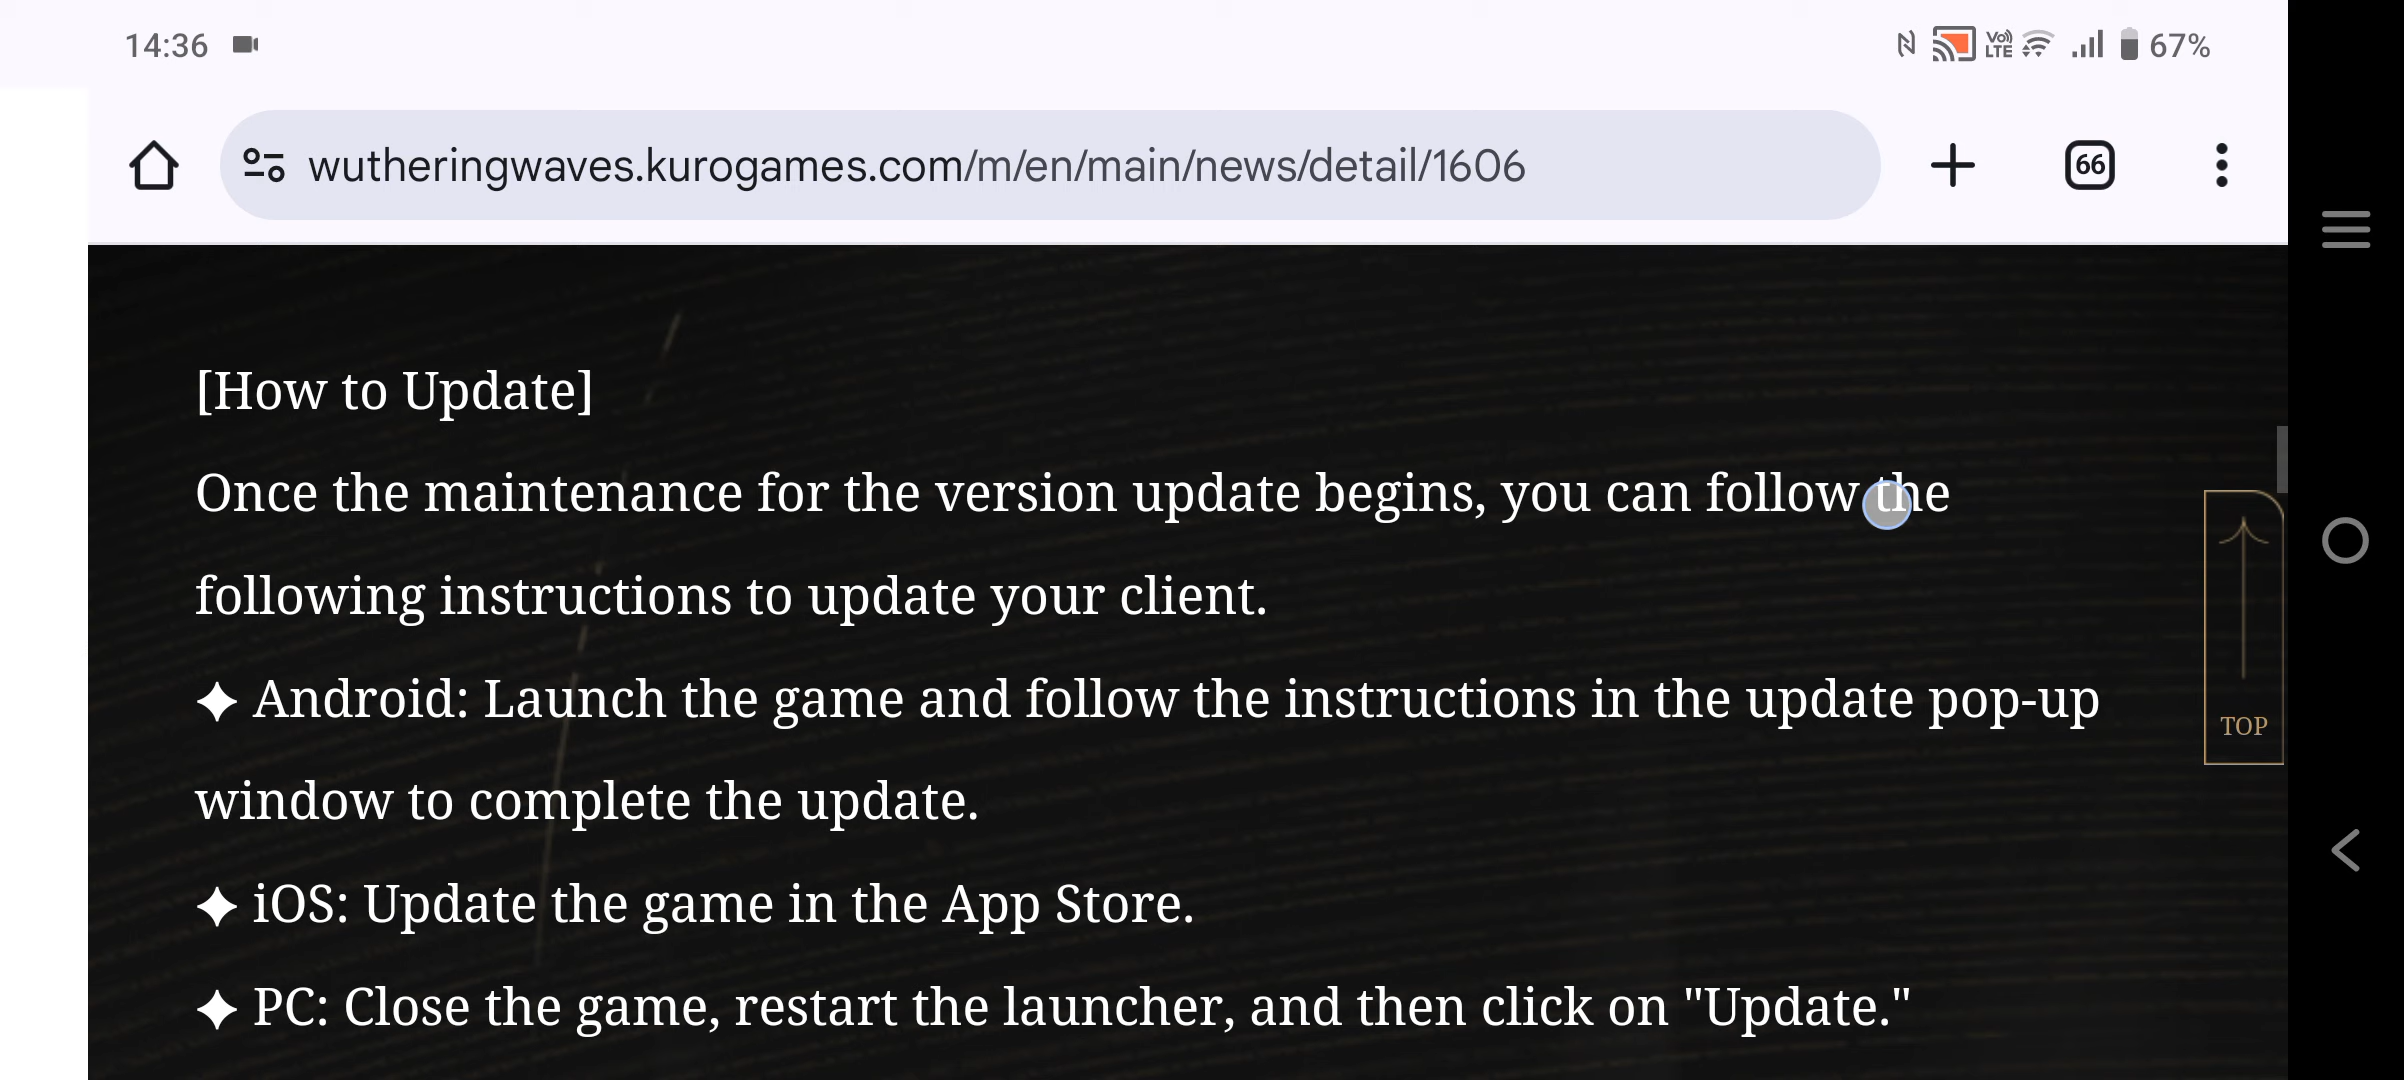 14:36
Vo) LTE
67%
wutheringwaves.kurogames.com/m/en/main/news/detail/1606
66
[How to Update]
Once the maintenance for the version update begins, you can follow the
following instructions to update your client.
✦ Android: Launch the game and follow the instructions in the update pop-up
window to complete the update.
✦ iOS: Update the game in the App Store.
✦ PC: Close the game, restart the launcher, and then click on "Update."
TOP